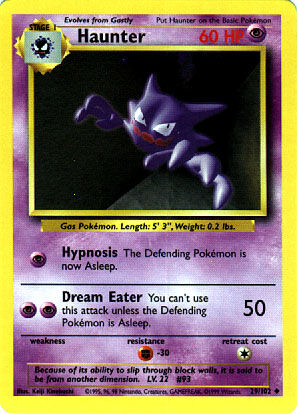 Evolves from Gastly
Put Haunter on the Basic Pokémon
STAGE 1
Haunter
60 HP
Gas Pokémon. Length: 5' 3", Weight: 0.2 lbs.
Hypnosis The Defending Pokémon is
now Asleep.
Dream Eater You can't use
this attack unless the Defending
Pokémon is Asleep.
50
weakness
resistance
retreat cost
-30
Because of its ability to slip through block walls, it is said to
be from another dimension. LV. 22 #93
Illus. Keiji Kinebuchi
©1995, 96, 98 Nintendo, Creatures, GAMEFREAK. ©1999 Wizards.
29/102